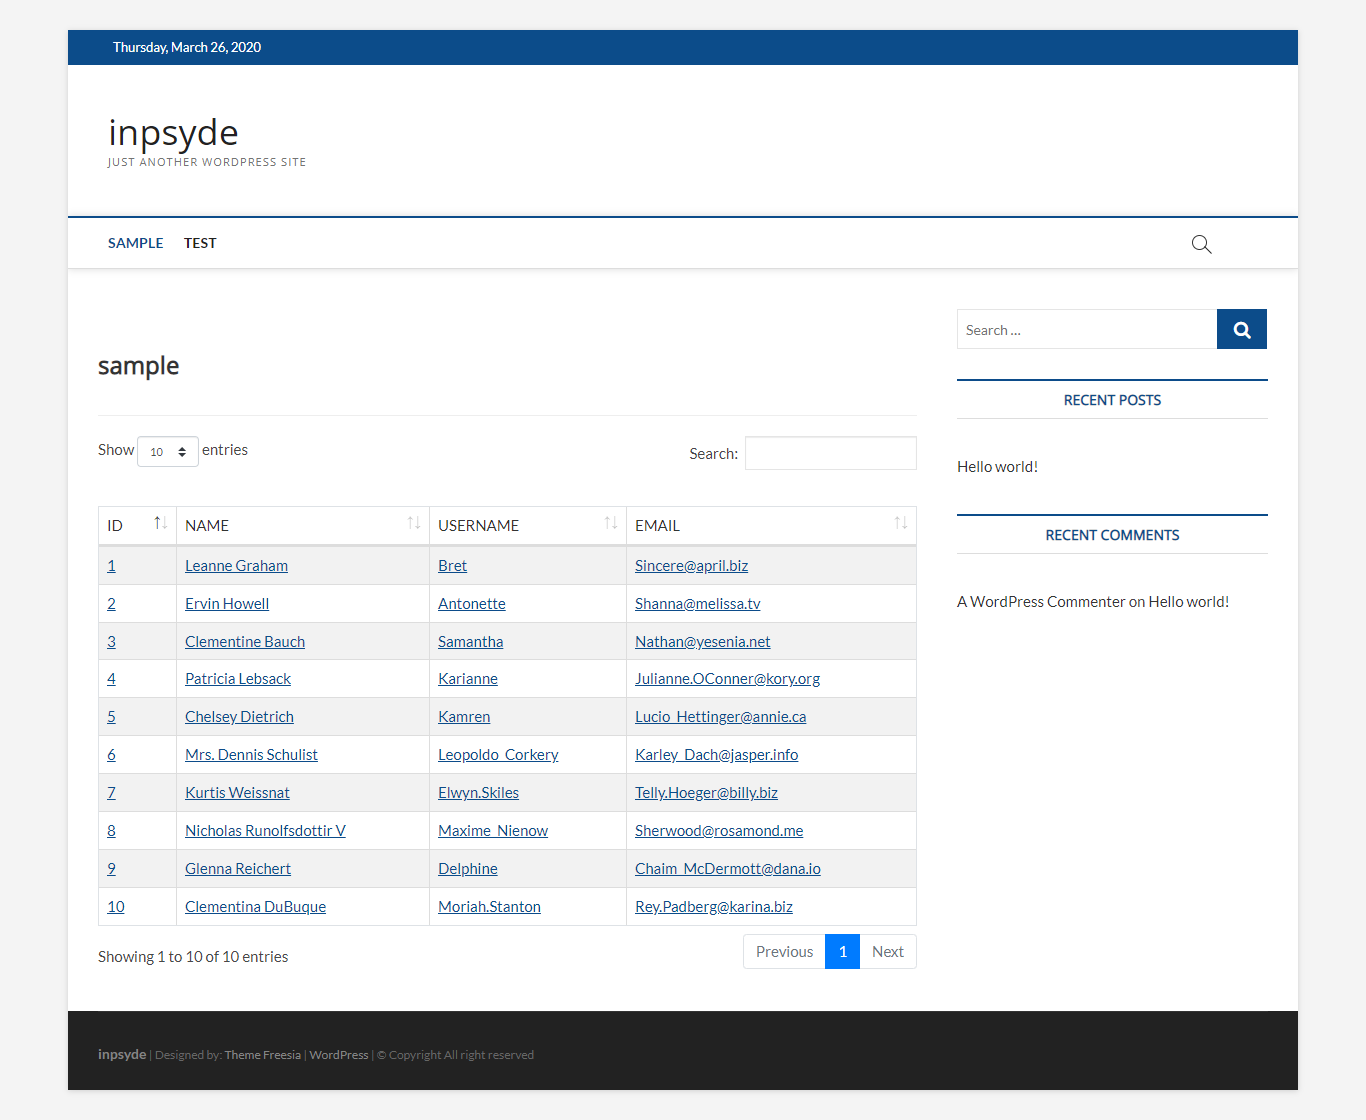 Thursday, March 26, 2020
inpsyde
JUST ANOTHER WORDPRESS SITE
SAMPLE TEST
sample
Show 10 entries Search:
ID NAME USERNAME EMAIL
1 Leanne Graham Bret Sincere@april.biz
2 Ervin Howell Antonette Shanna@melissa.tv
3 Clementine Bauch Samantha Nathan@yesenia.net
4 Patricia Lebsack Karianne Julianne.OConner@kory.org
5 Chelsey Dietrich Kamren Lucio_Hettinger@annie.ca
6 Mrs. Dennis Schulist Leopoldo_Corkery Karley_Dach@jasper.info
7 Kurtis Weissnat Elwyn.Skiles Telly.Hoeger@billy.biz
8 Nicholas Runolfsdottir V Maxime_Nienow Sherwood@rosamond.me
9 Glenna Reichert Delphine Chaim_McDermott@dana.io
10 Clementina DuBuque Moriah.Stanton Rey.Padberg@karina.biz
Showing 1 to 10 of 10 entries Previous 1 Next
Search ...
RECENT POSTS
Hello world!
RECENT COMMENTS
A WordPress Commenter on Hello world!
inpsyde | Designed by: Theme Freesia | WordPress | © Copyright All right reserved